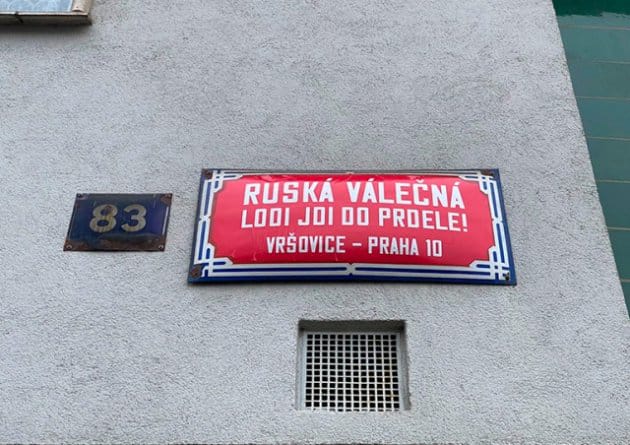 83
RUSKÁ VÁLEČNÁ
LODI JDI DO PRDELE!
VRŠOVICE - PRAHA 10